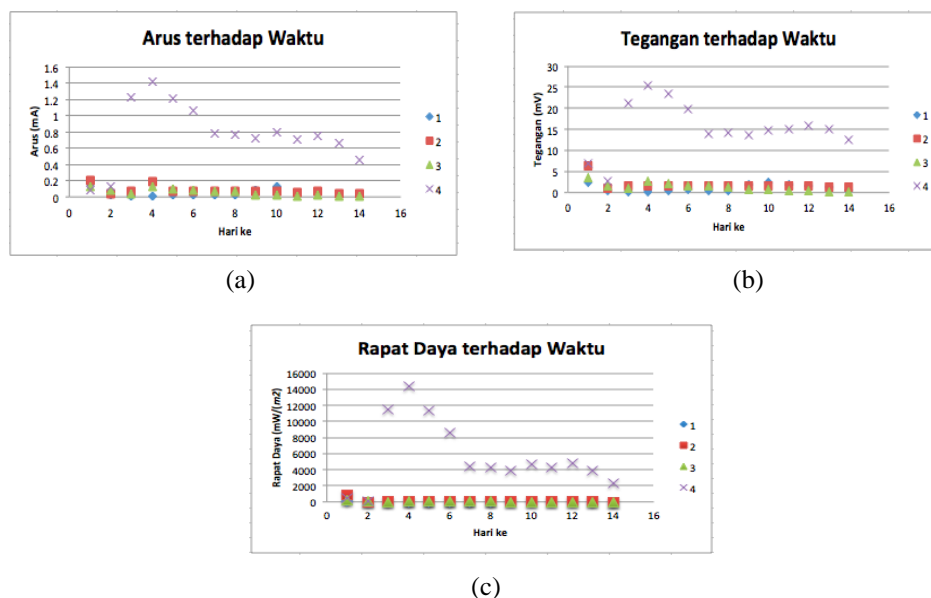 Arus terhadap Waktu
1.6
1.4
1.2
1
0.8
0.6
0.4
0.2
0
0 2 4 6 8 10 12 14 16
Arus (mA)
Hari ke
1
2
3
4
(a)
Tegangan terhadap Waktu
30
25
20
15
10
5
0
0 2 4 6 8 10 12 14 16
Tegangan (mV)
Hari ke
1
2
3
4
(b)
Rapat Daya terhadap Waktu
16000
14000
12000
10000
8000
6000
4000
2000
0
0 2 4 6 8 10 12 14 16
Rapat Daya (mW/(m2)
Hari ke
1
2
3
4
(c)